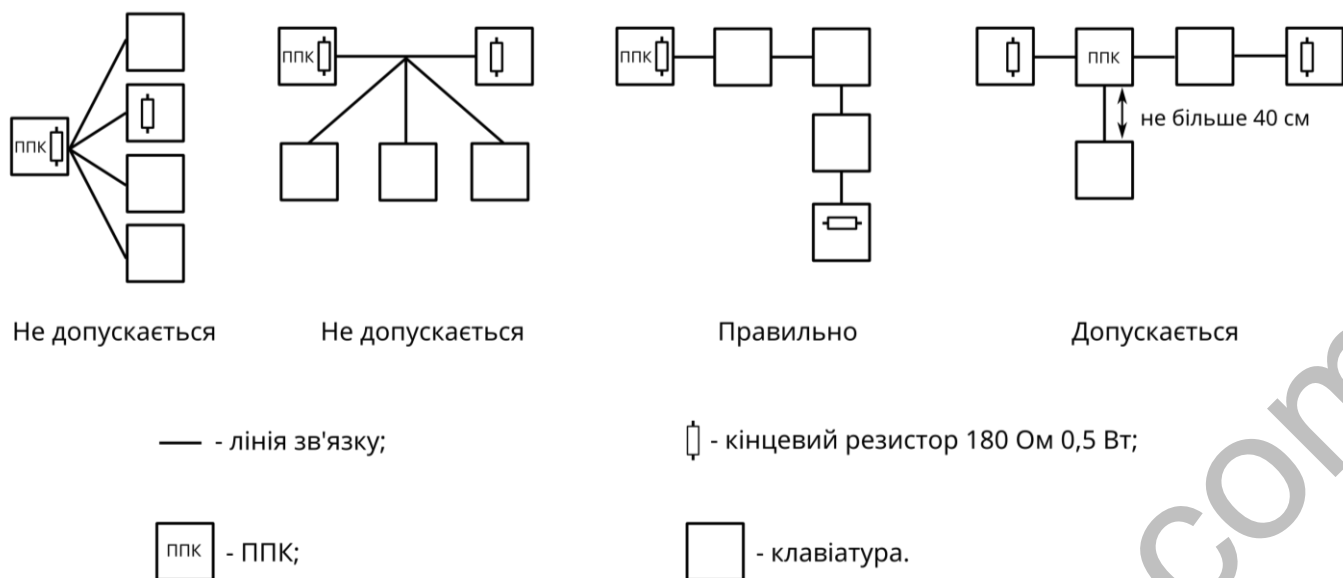 ППК
ППК
ППК
ППК
не більше 40 см
Не допускається
Не допускається
Правильно
Допускається
- лінія зв'язку;
- кінцевий резистор 180 Ом 0,5 Вт;
ППК - ППК;
- клавіатура.
com